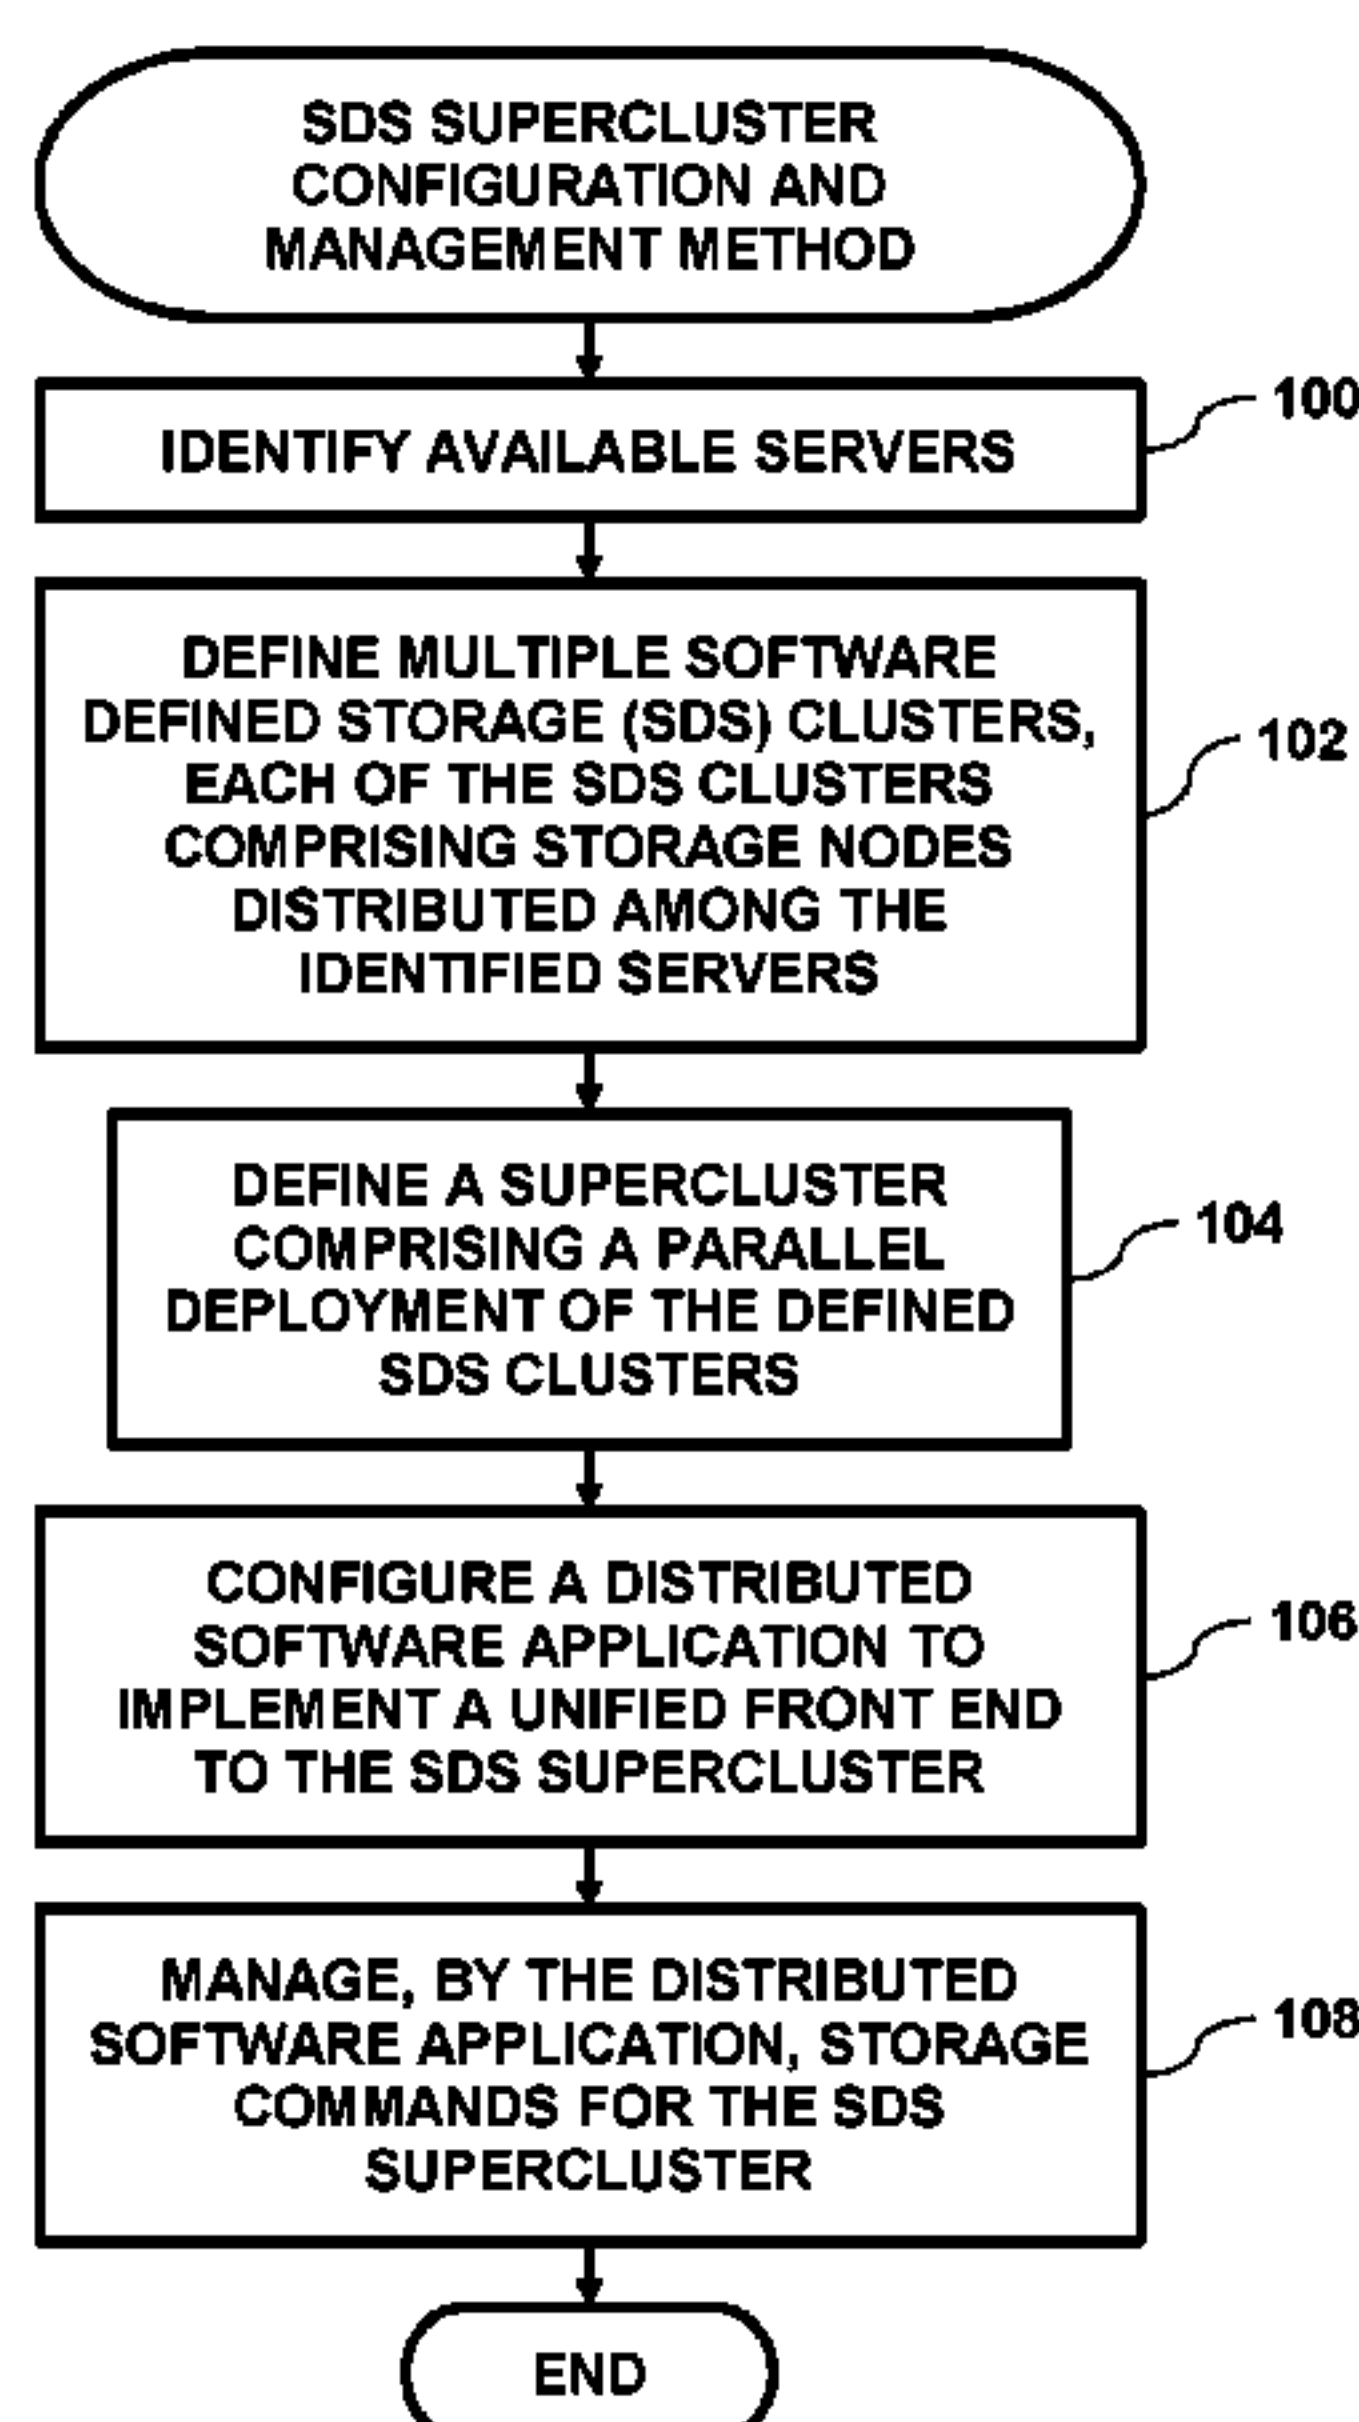 SDS SUPERCLUSTER
CONFIGURATION AND
MANAGEMENT METHOD
IDENTIFY AVAILABLE SERVERS
100
DEFINE MULTIPLE SOFTWARE
DEFINED STORAGE (SDS) CLUSTERS,
EACH OF THE SDS CLUSTERS
COMPRISING STORAGE NODES
DISTRIBUTED AMONG THE
IDENTIFIED SERVERS
102
DEFINE A SUPERCLUSTER
COMPRISING A PARALLEL
DEPLOYMENT OF THE DEFINED
SDS CLUSTERS
104
CONFIGURE A DISTRIBUTED
SOFTWARE APPLICATION TO
IMPLEMENT A UNIFIED FRONT END
TO THE SDS SUPERCLUSTER
106
MANAGE, BY THE DISTRIBUTED
SOFTWARE APPLICATION, STORAGE
COMMANDS FOR THE SDS
SUPERCLUSTER
108
END